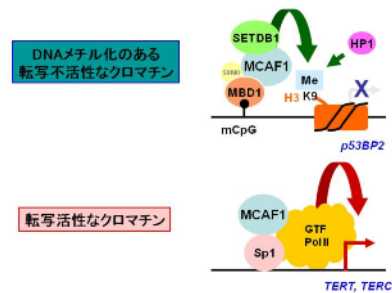 DNAメチル化のある
転写不活性なクロマチン
SETDB1
HP1
MCAF1
SUMO
MBD1
Me
K9
H3
X
mCpG
p53BP2
転写活性なクロマチン
MCAF1
GTF
Pol II
Sp1
TERT, TERC